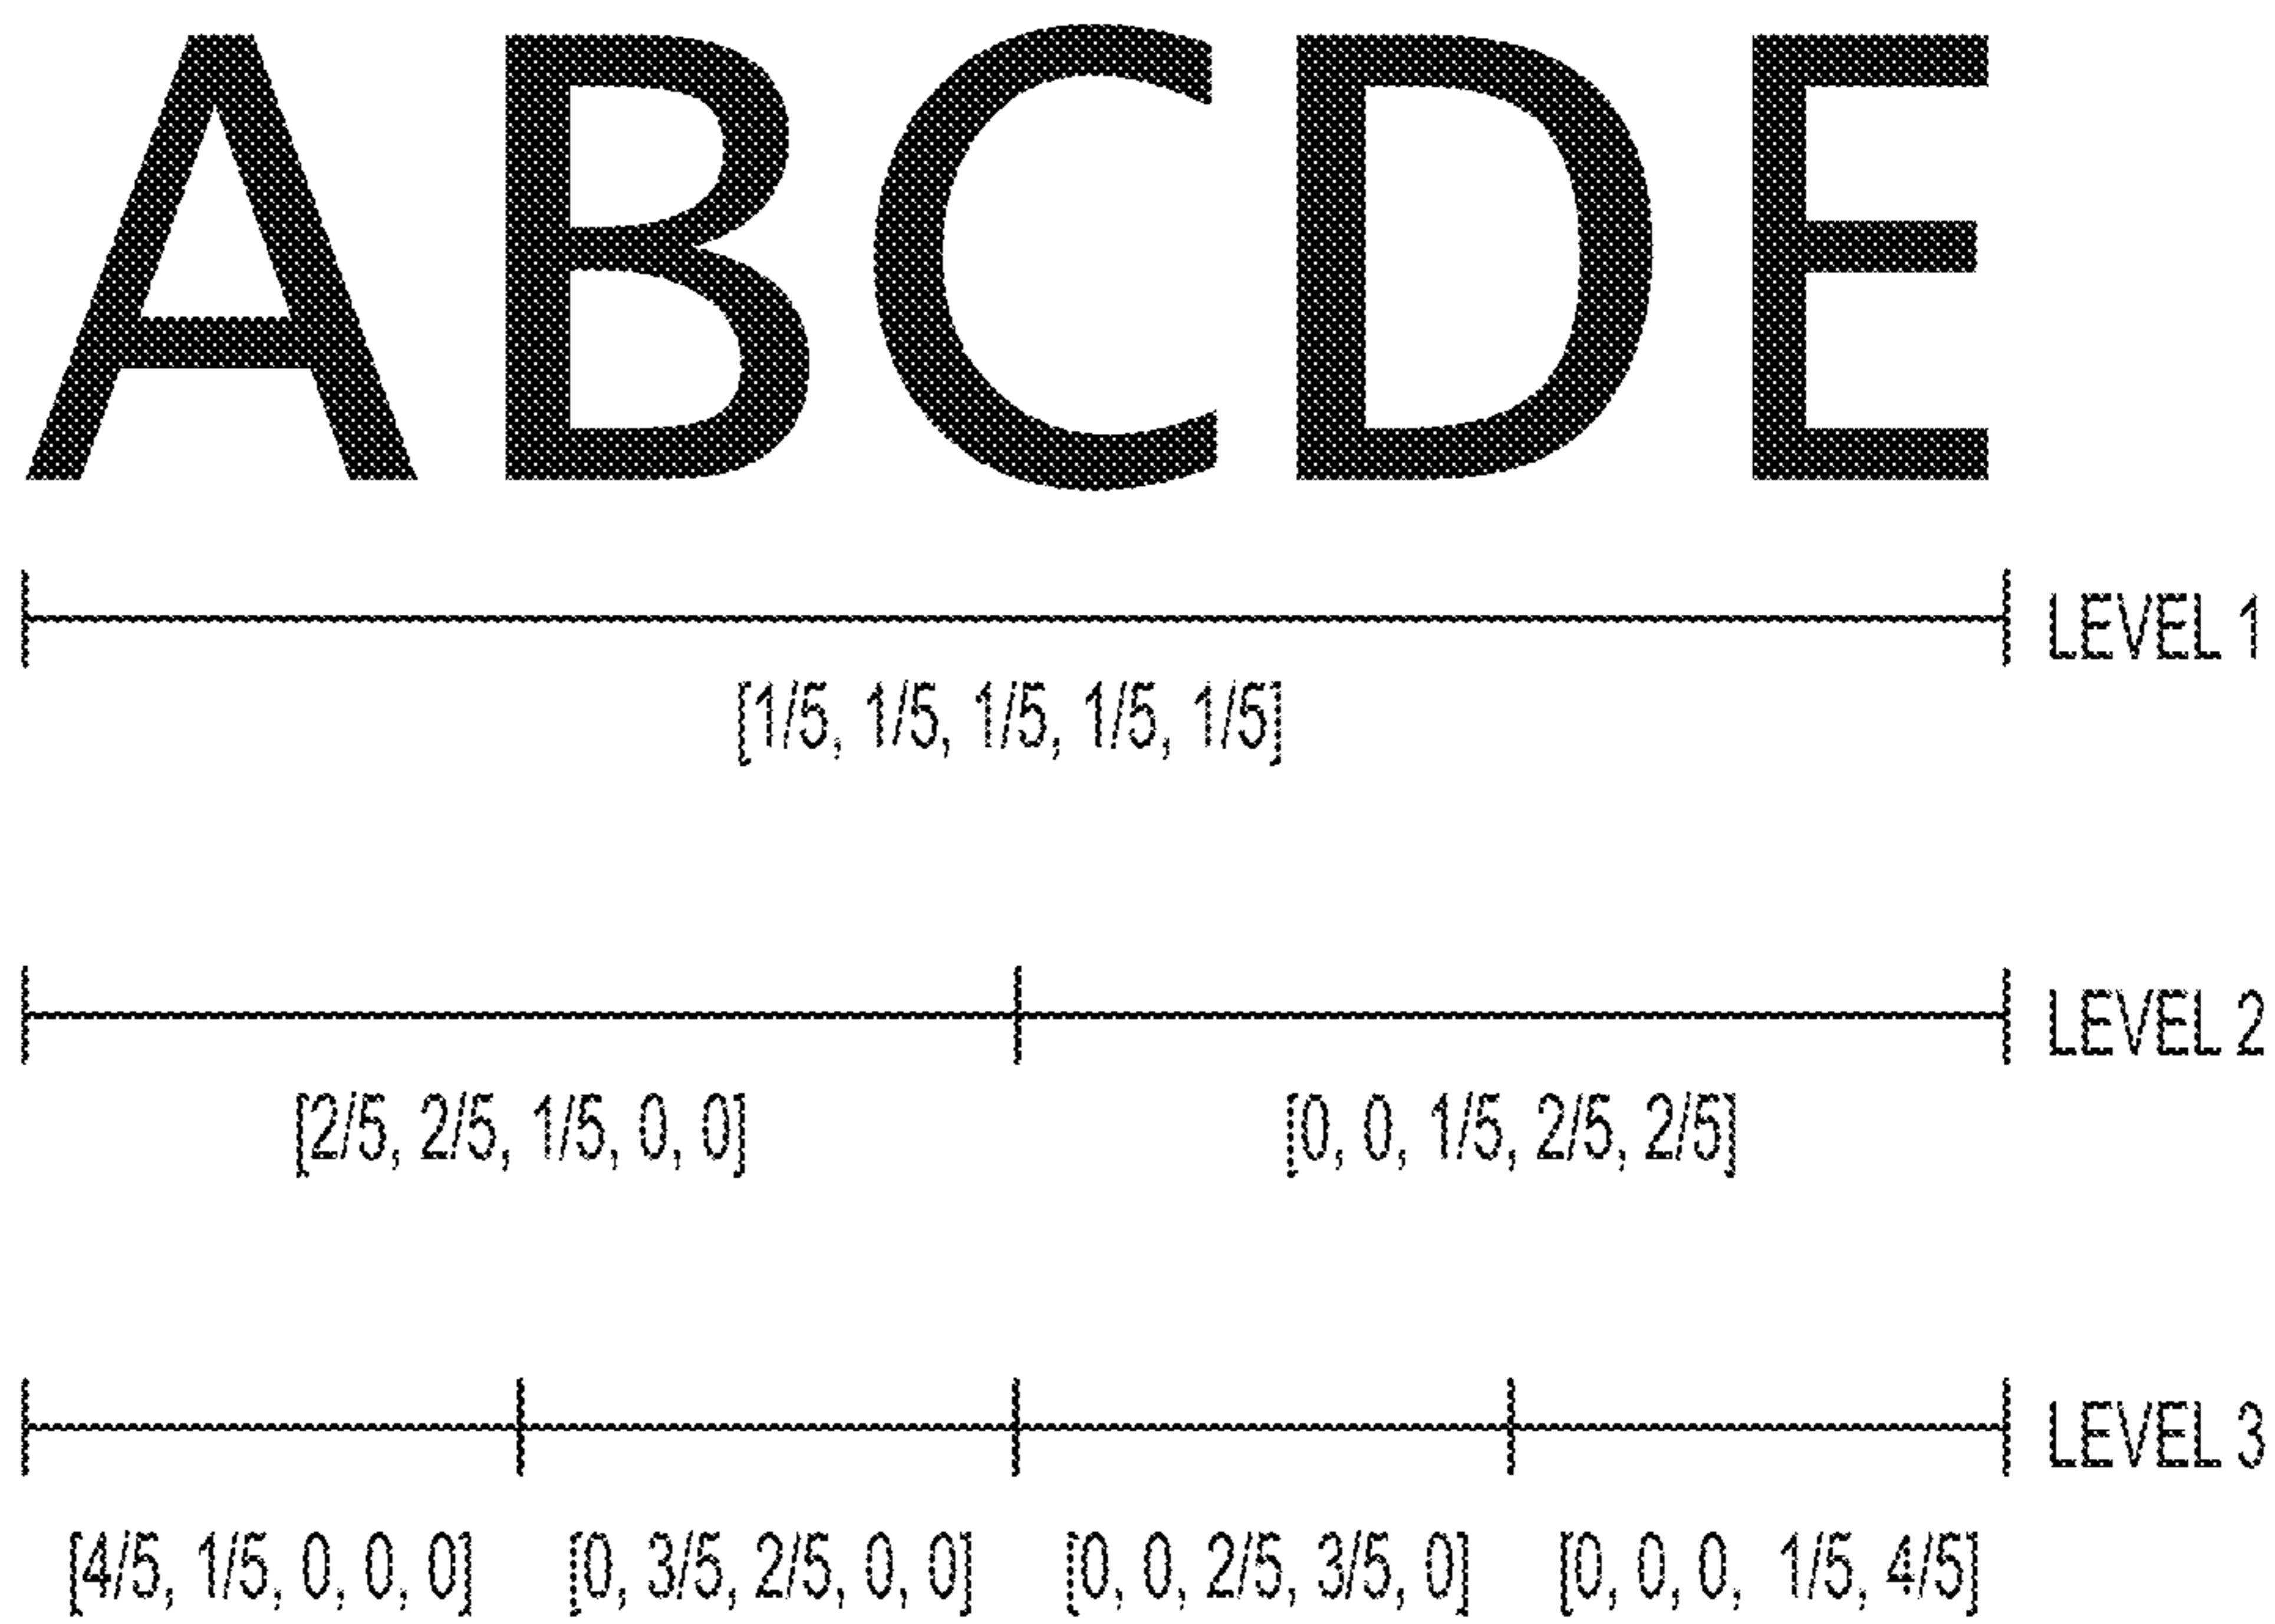 ABCDE
LEVEL 1
[1/5, 1/5, 1/5, 1/5, 1/5]
LEVEL 2
[2/5, 2/5, 1/5, 0, 0] [0, 0, 1/5, 2/5, 2/5]
LEVEL 3
[4/5, 1/5, 0, 0, 0] [0, 3/5, 2/5, 0, 0] [0, 0, 2/5, 3/5, 0] [0, 0, 0, 1/5, 4/5]